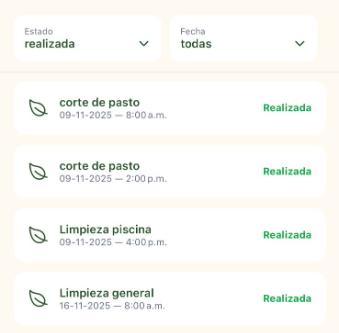 Estado
realizada
Fecha
todas
corte de pasto
09-11-2025 — 8:00 a.m.
Realizada
corte de pasto
09-11-2025 — 2:00 p.m.
Realizada
Limpieza piscina
09-11-2025 — 4:00 p.m.
Realizada
Limpieza general
16-11-2025 — 8:00 a.m.
Realizada